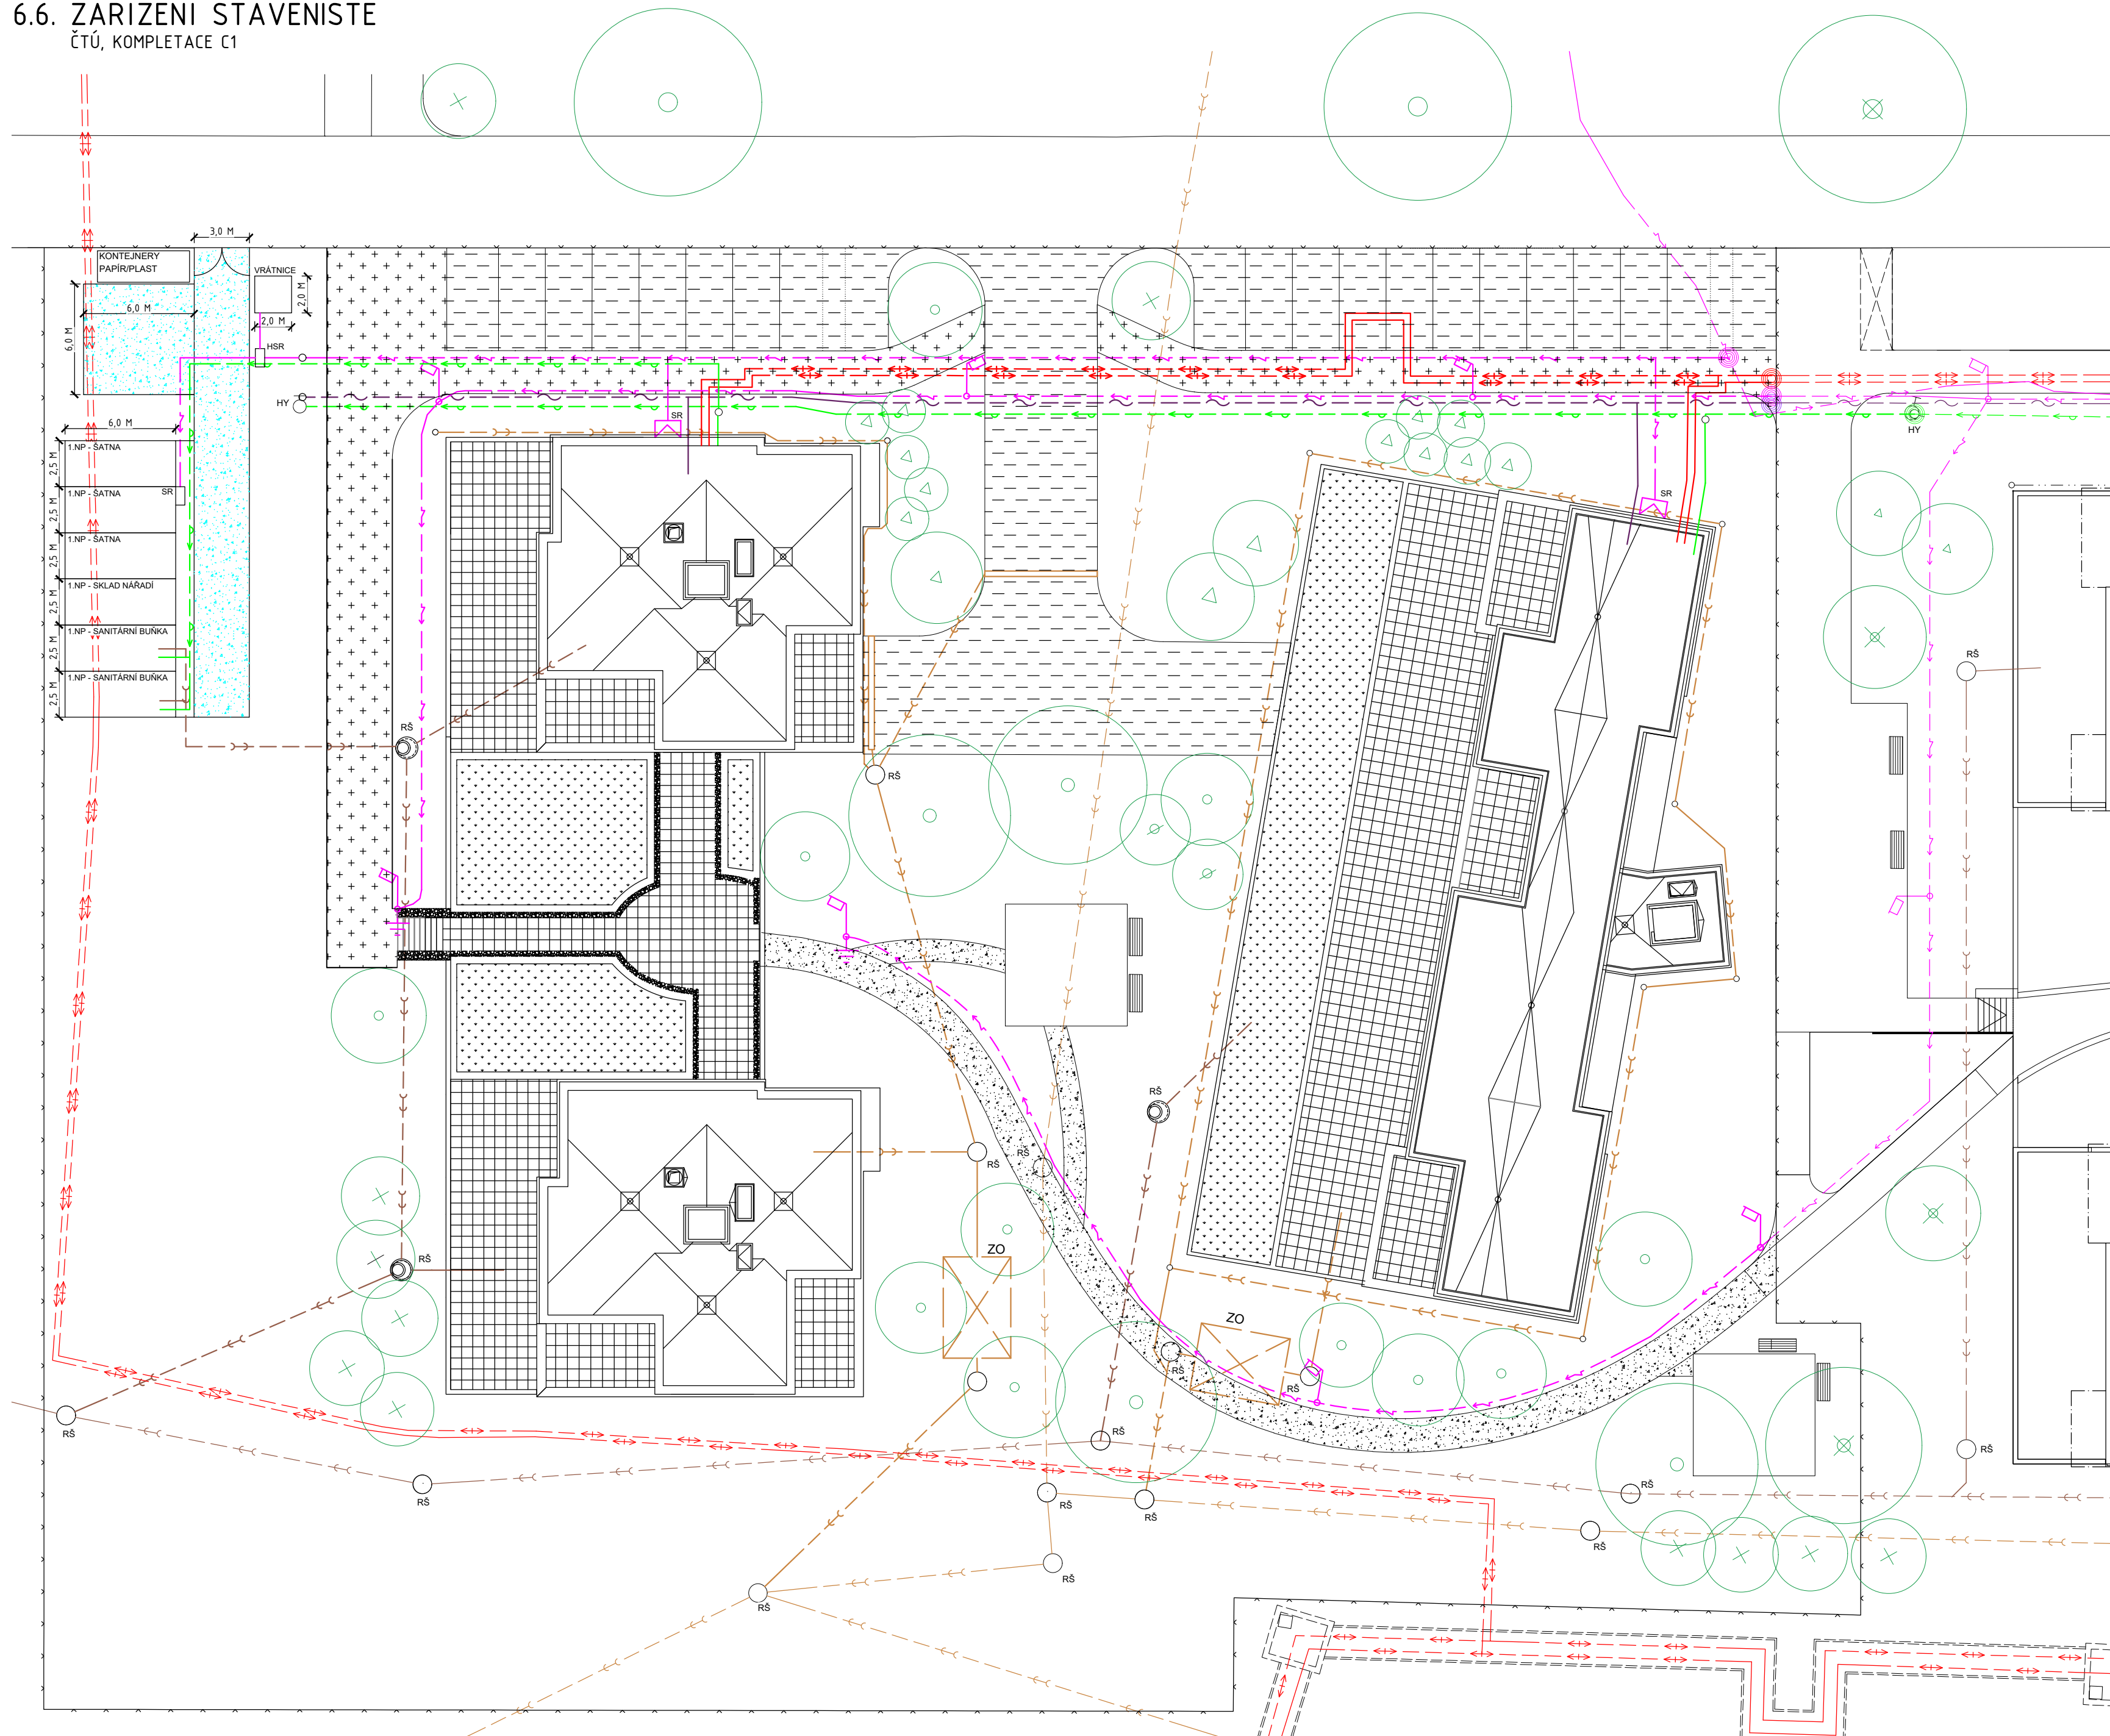 6.6. ZARIZENI STAVENISTE
ČTÚ, KOMPLETACE C1
3,0 M
KONTEJNERY
PAPÍR/PLAST
VRÁTNICE
2,0 M
6,0 M
2,0 M
6,0 M
HSR
HY
SR
HY
6,0 M
1.NP - ŠATNA
2,5 M
1.NP - ŠATNA
SR
2,5 M
SR
1.NP - ŠATNA
2,5 M
1.NP - SKLAD NÁŘADÍ
2,5 M
1.NP - SANITÁRNÍ BUŇKA
2,5 M
1.NP - SANITÁRNÍ BUŇKA
2,5 M
RŠ
RŠ
RŠ
RŠ
RŠ
RŠ
RŠ
ZO
ZO
RŠ
RŠ
RŠ
RŠ
RŠ
RŠ
RŠ
RŠ
RŠ
RŠ
RŠ
RŠ